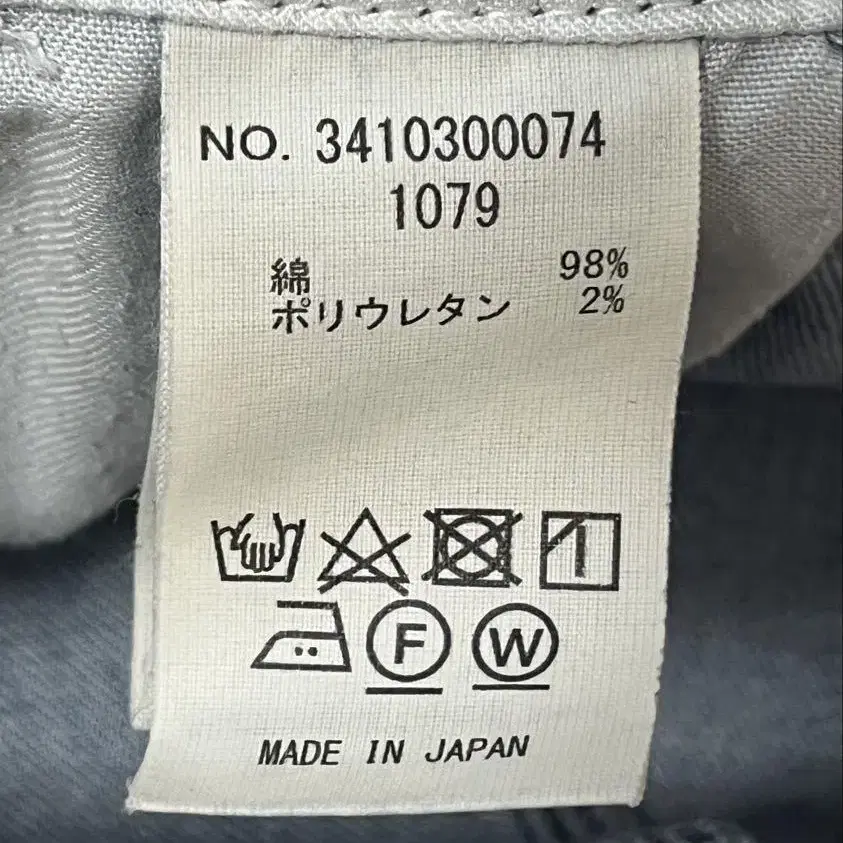 NO. 3410300074
1079
綿 98%
ポリウレタン 2%
F W
MADE IN JAPAN